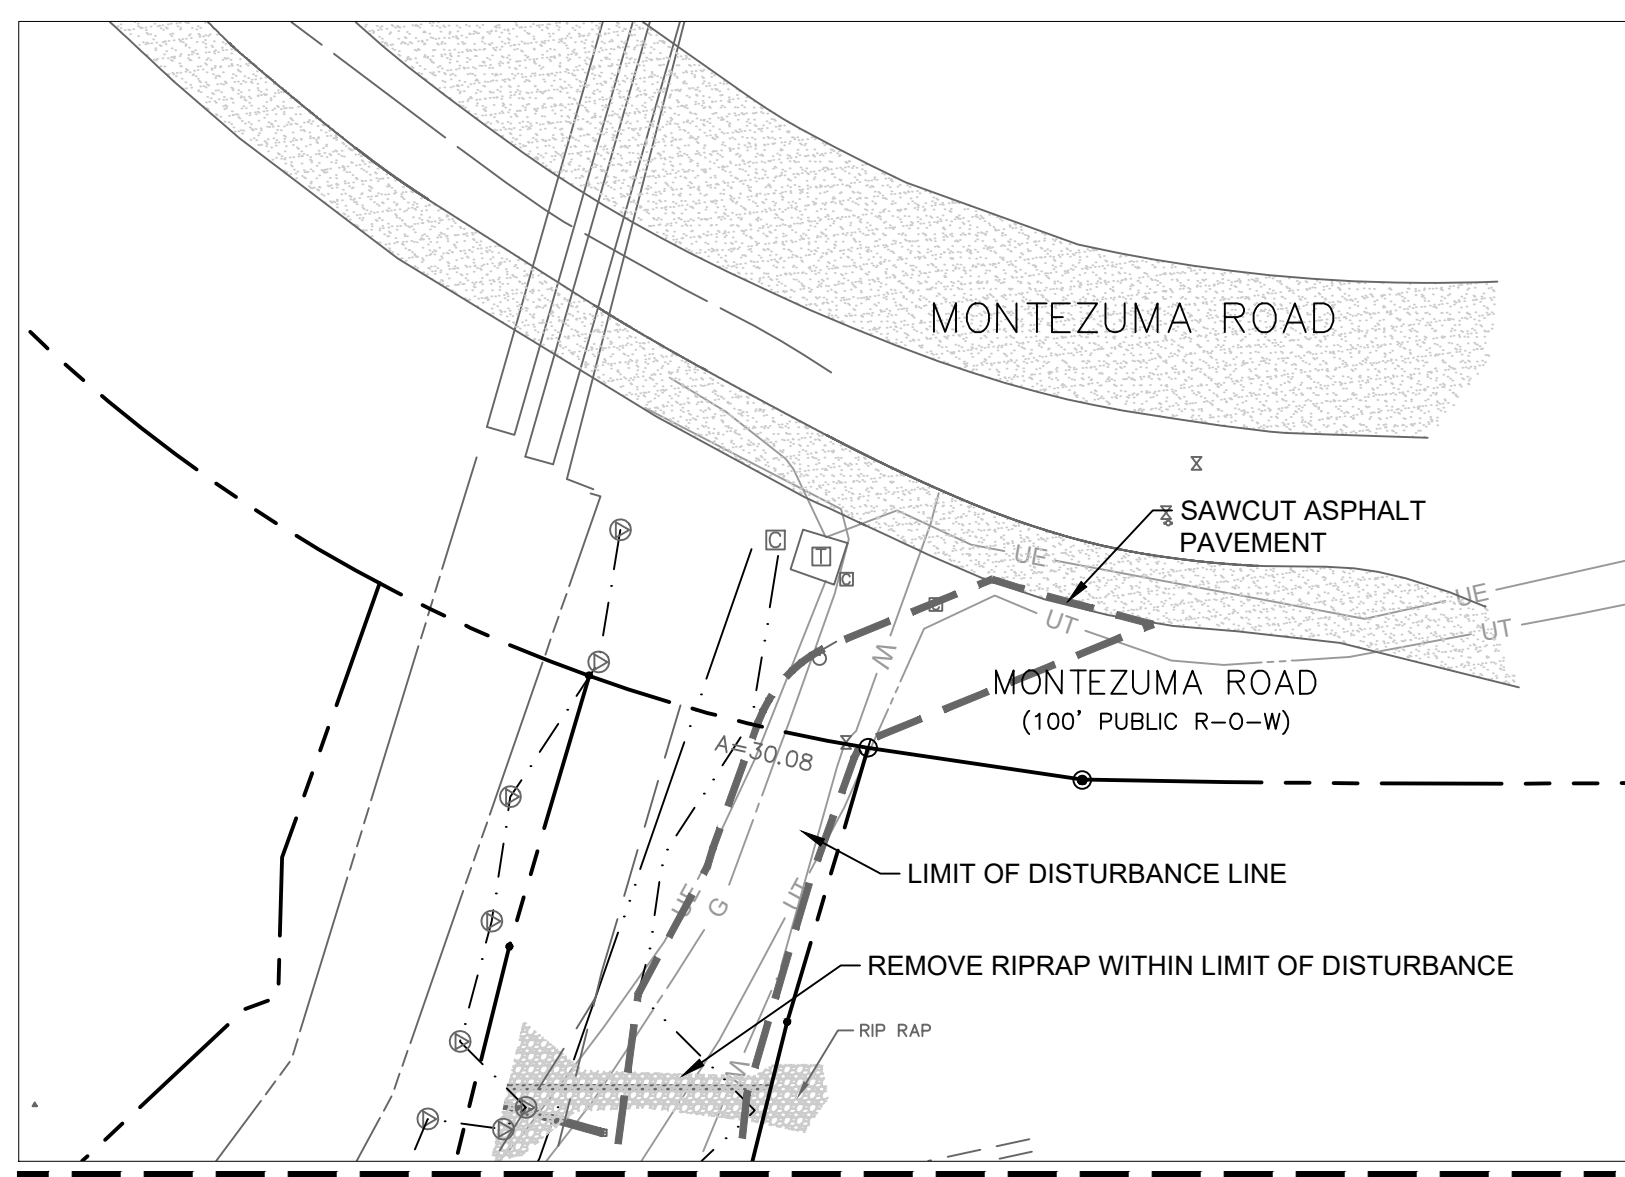 MONTEZUMA ROAD
SAWCUT ASPHALT
PAVEMENT
C
T
C
C
UE
UE
UT
UT
W
MONTEZUMA ROAD
(100' PUBLIC R-O-W)
A=30.08
LIMIT OF DISTURBANCE LINE
UE
G
UT
REMOVE RIPRAP WITHIN LIMIT OF DISTURBANCE
RIP RAP
W